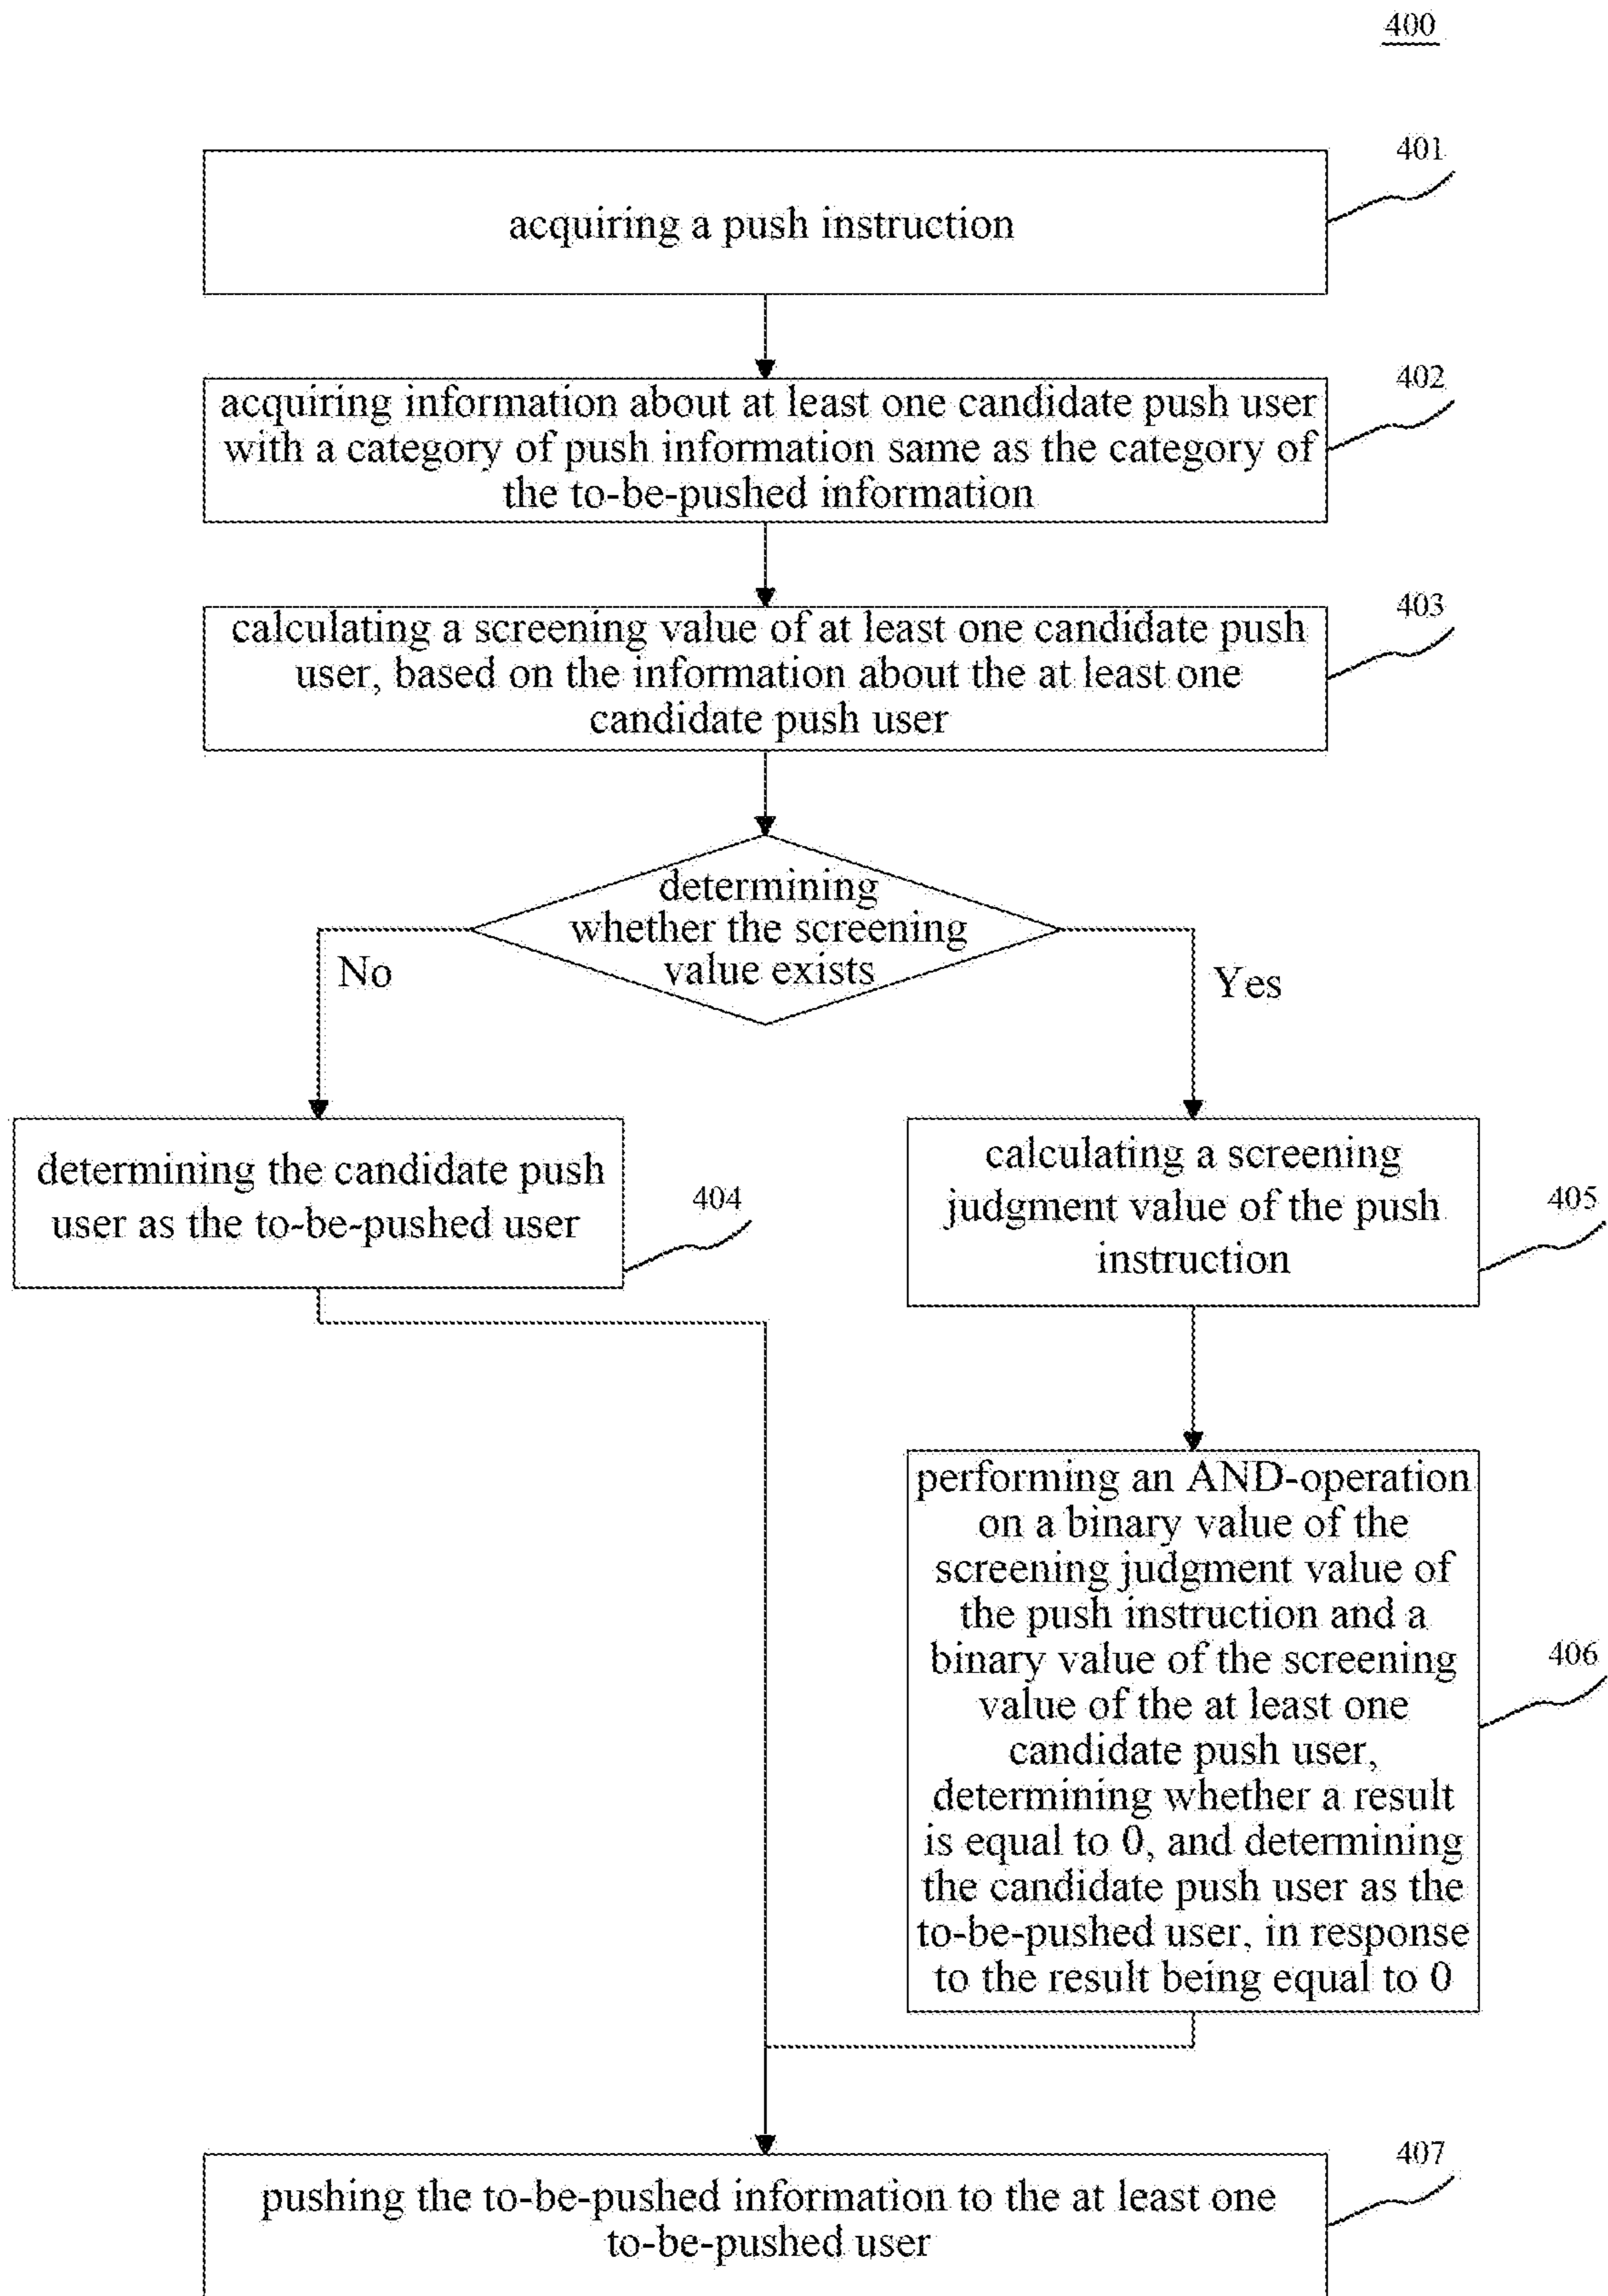 400
401
acquiring a push instruction
402
acquiring information about at least one candidate push user
with a category of push information same as the category of
the to-be-pushed information
403
calculating a screening value of at least one candidate push
user, based on the information about the at least one
candidate push user
determining
whether the screening
value exists
No
Yes
determining the candidate push
user as the to-be-pushed user
404
calculating a screening
judgment value of the push
instruction
405
performing an AND-operation
on a binary value of the
screening judgment value of
the push instruction and a
binary value of the screening
value of the at least one
candidate push user,
determining whether a result
is equal to 0, and determining
the candidate push user as the
to-be-pushed user, in response
to the result being equal to 0
406
407
pushing the to-be-pushed information to the at least one
to-be-pushed user